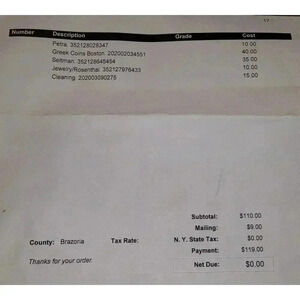 Number Description Grade Cost
Petra 352128028347 10.00
Greek Coins Boston 202002034551 40.00
Seltman 352128645454 35.00
Jewelry/Rosenthal 352127976433 10.00
Cleaning 202003090275 15.00
Subtotal: $110.00
Mailing: $9.00
County: Brazoria Tax Rate: N. Y. State Tax: $0.00
Payment: $119.00
Thanks for your order. Net Due: $0.00